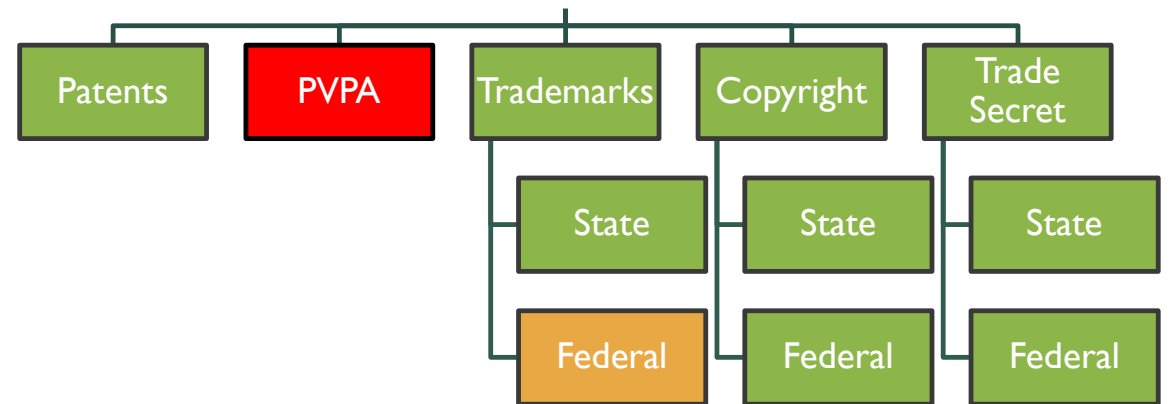 Patents
PVPA
Trademarks
Copyright
Trade
Secret
State
State
State
Federal
Federal
Federal